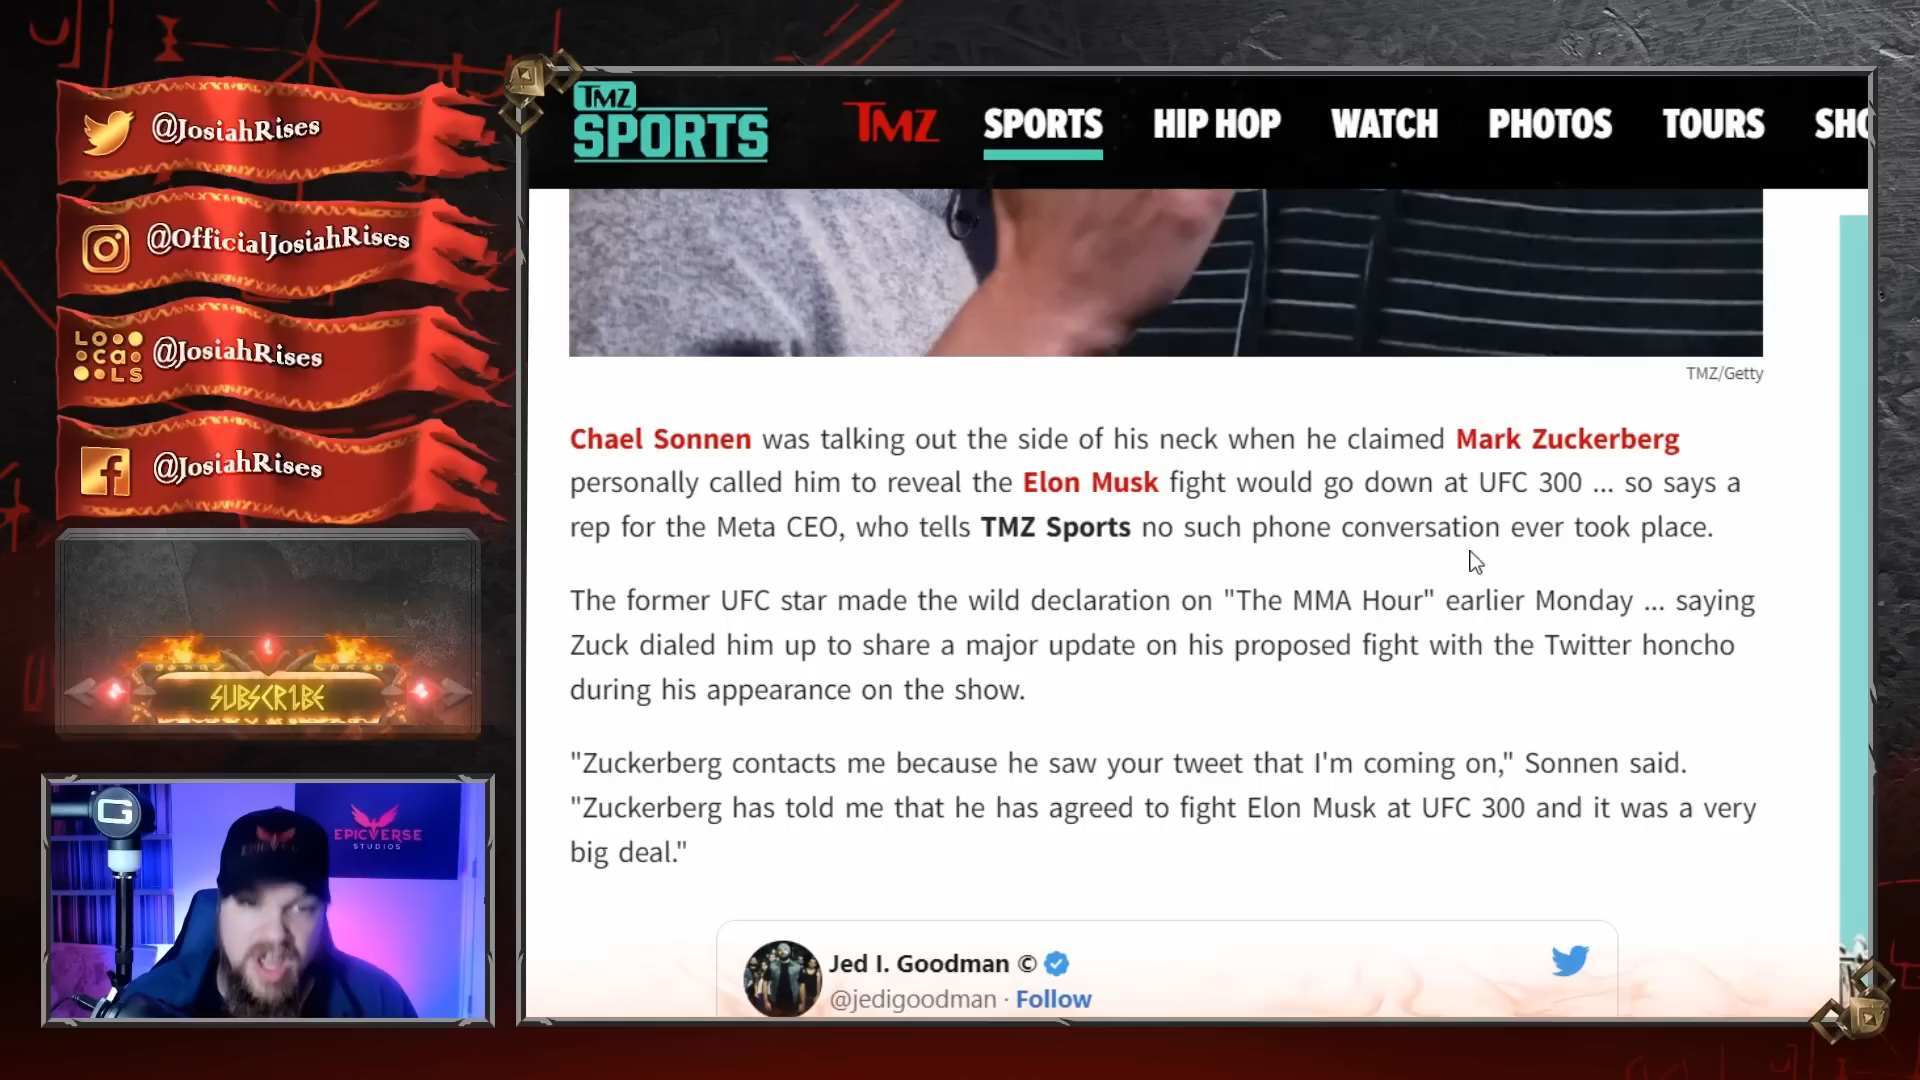 @JosiahRises
@OfficialJosiahRises
LOcaLS
@JosiahRises
@JosiahRises
SUBSCRIBE
G
EPICVERSE
STUDIOS
TMZ
SPORTS
TMZ SPORTS HIP HOP WATCH PHOTOS TOURS SHO
TMZ/Getty
Chael Sonnen was talking out the side of his neck when he claimed Mark Zuckerberg
personally called him to reveal the Elon Musk fight would go down at UFC 300 ... so says a
rep for the Meta CEO, who tells TMZ Sports no such phone conversation ever took place.
The former UFC star made the wild declaration on "The MMA Hour" earlier Monday ... saying
Zuck dialed him up to share a major update on his proposed fight with the Twitter honcho
during his appearance on the show.
"Zuckerberg contacts me because he saw your tweet that I'm coming on," Sonnen said.
"Zuckerberg has told me that he has agreed to fight Elon Musk at UFC 300 and it was a very
big deal."
Jed I. Goodman ©
@jedigoodman · Follow